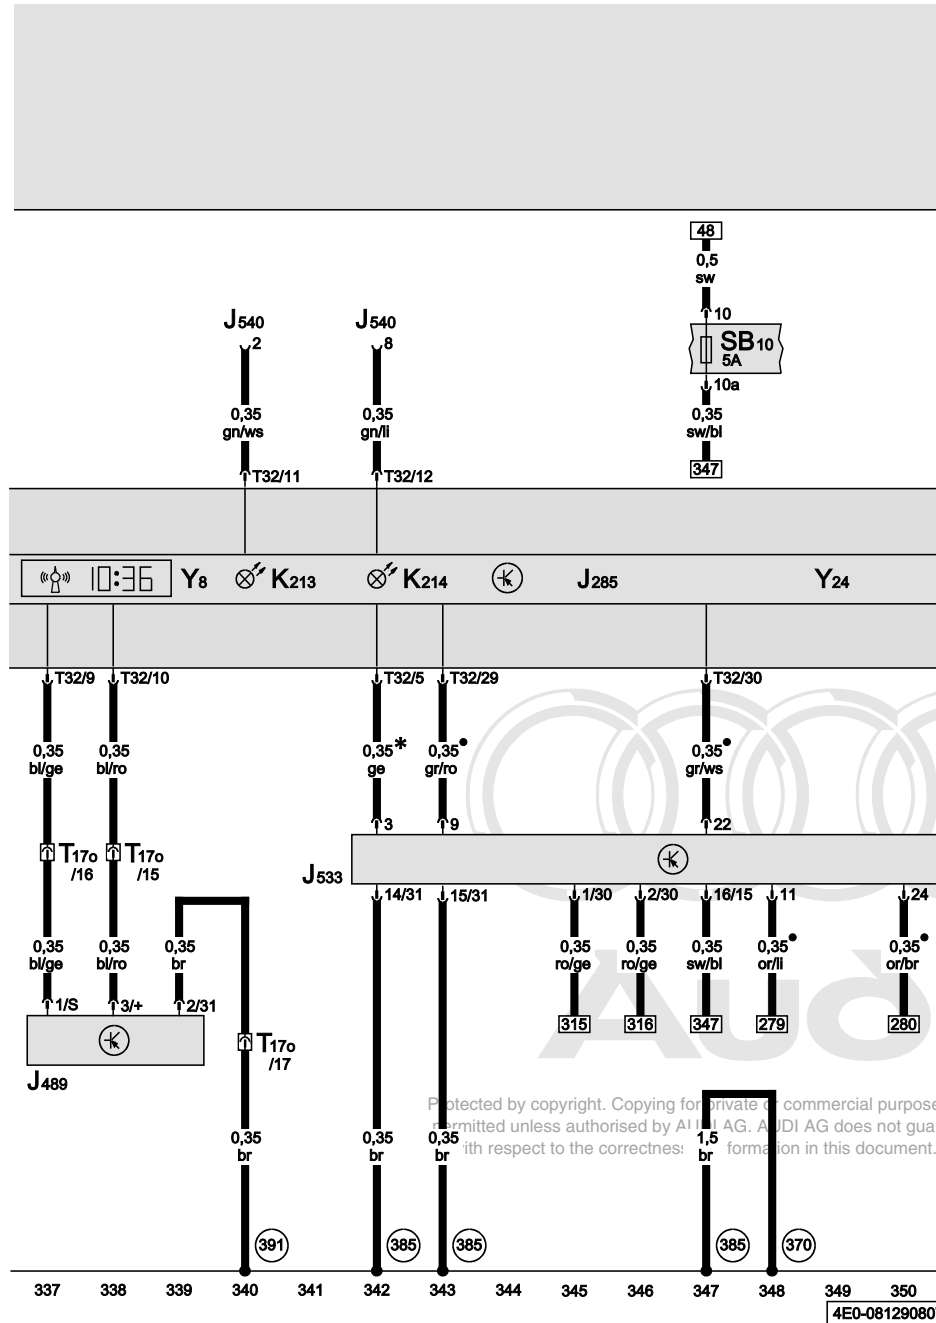 48
0,5
sw
10
SB10
5A
10a
0,35
sw/bl
347
J540
2
0,35
gn/ws
T32/11
J540
8
0,35
gn/li
T32/12
10:36
Y8
K213
K214
J285
Y24
T32/9
T32/10
T32/5
T32/29
T32/30
0,35
bl/ge
0,35
bl/ro
0,35*
ge
0,35•
gr/ro
0,35•
gr/ws
3
9
22
T17o
/16
T17o
/15
J533
14/31
15/31
1/30
2/30
16/15
11
24
0,35
bl/ge
0,35
bl/ro
0,35
br
0,35
ro/ge
0,35
ro/ge
0,35
sw/bl
0,35•
or/li
0,35•
or/br
1/S
3/+
2/31
315
316
347
279
280
J489
T17o
/17
Audi
Protected by copyright. Copying for private or commercial purpose
permitted unless authorised by AUDI AG. AUDI AG does not gua
with respect to the correctness information in this document.
0,35
br
0,35
br
0,35
br
1,5
br
391
385
385
385
370
337 338 339 340 341 342 343 344 345 346 347 348 349 350
4E0-08129080